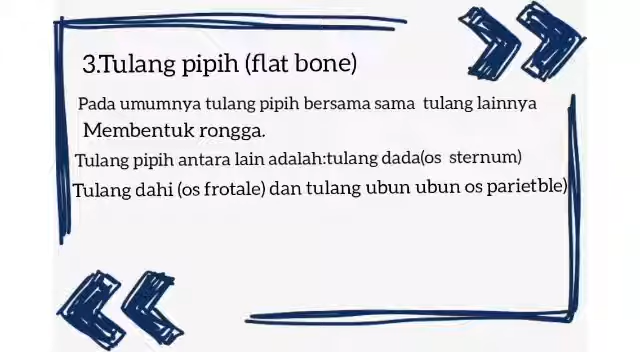 3.Tulang pipih (flat bone)
Pada umumnya tulang pipih bersama sama tulang lainnya
Membentuk rongga.
Tulang pipih antara lain adalah:tulang dada(os sternum)
Tulang dahi (os frotale) dan tulang ubun ubun os parietble)